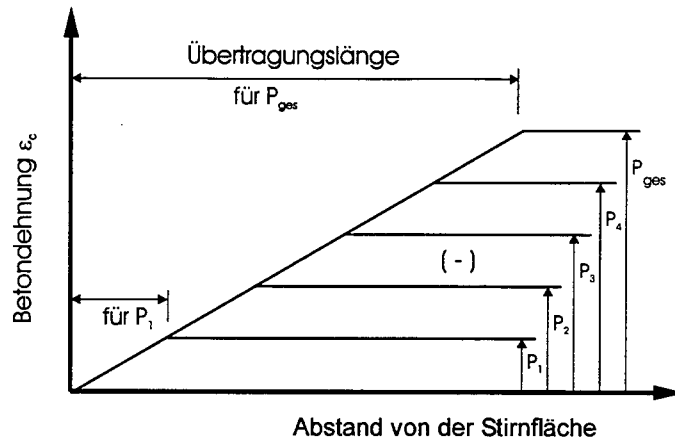 Übertragungslänge
für P_ges
Betondehnung ε_c
P_ges
P_4
P_3
(-)
P_2
für P_1
P_1
Abstand von der Stirnfläche